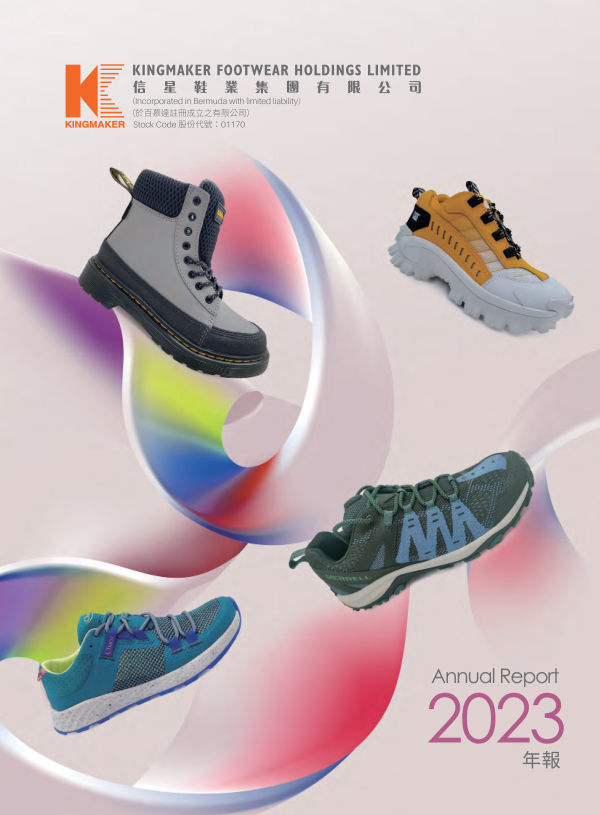 KINGMAKER FOOTWEAR HOLDINGS LIMITED
信星鞋業集團有限公司
(Incorporated in Bermuda with limited liability)
(於百慕達註冊成立之有限公司)
Stock Code 股份代號：01170
KINGMAKER
MERRELL
Chaco
Annual Report
2023
年報